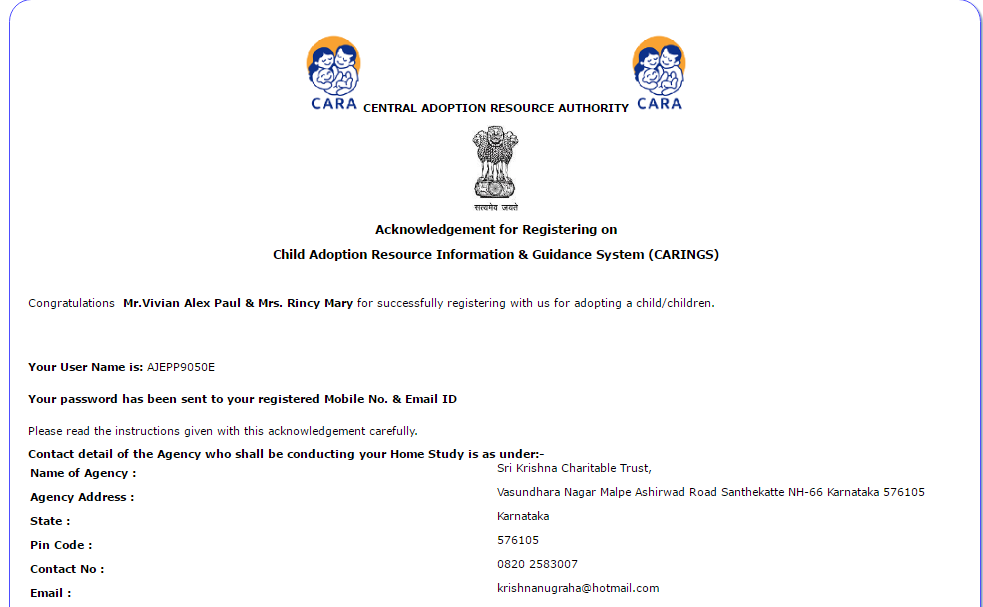 CARA CENTRAL ADOPTION RESOURCE AUTHORITY CARA
सत्यमेव जयते
Acknowledgement for Registering on
Child Adoption Resource Information & Guidance System (CARINGS)
Congratulations Mr.Vivian Alex Paul & Mrs. Rincy Mary for successfully registering with us for adopting a child/children.
Your User Name is: AJEPP9050E
Your password has been sent to your registered Mobile No. & Email ID
Please read the instructions given with this acknowledgement carefully.
Contact detail of the Agency who shall be conducting your Home Study is as under:-
Name of Agency : Sri Krishna Charitable Trust,
Agency Address : Vasundhara Nagar Malpe Ashirwad Road Santhekatte NH-66 Karnataka 576105
State : Karnataka
Pin Code : 576105
Contact No : 0820 2583007
Email : krishnanugraha@hotmail.com